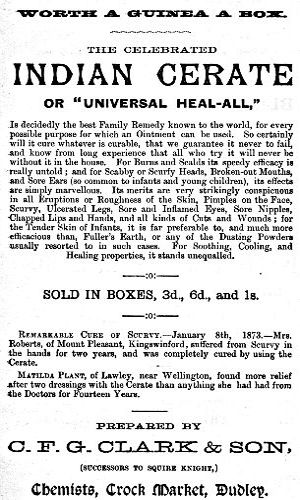 WORTH A GUINEA A BOX.
THE CELEBRATED
INDIAN CERATE
OR "UNIVERSAL HEAL-ALL,"
Is decidedly the best Family Remedy known to the world, for every
possible purpose for which an Ointment can be used. So certainly
will it cure whatever is curable, that we guarantee it never to fail,
and know from long experience that all who try it will never be
without it in the house. For Burns and Scalds its speedy efficacy is
really untold; and for Scabby or Scurfy Heads, Broken-out Mouths,
and Sore Ears (so common to infants and young children), its effects
are simply marvellous. Its merits are very strikingly conspicuous
in all Eruptions or Roughness of the Skin, Pimples on the Face,
Scurvy, Ulcerated Legs, Sore and Inflamed Eyes, Sore Nipples,
Chapped Lips and Hands, and all kinds of Cuts and Wounds; for
the Tender Skin of Infants, it is far preferable to, and much more
efficacious than, Fuller's Earth, or any of the Dusting Powders
usually resorted to in such cases. For Soothing, Cooling, and
Healing properties, it stands unequalled.
—:o:—
SOLD IN BOXES, 3d., 6d., and 1s.
—:o:—
REMARKABLE CURE OF SCURVY.—January 8th, 1873.—Mrs.
Roberts, of Mount Pleasant, Kingswinford, suffered from Scurvy in
the hands for two years, and was completely cured by using the
Cerate.
MATILDA PLANT, of Lawley, near Wellington, found more relief
after two dressings with the Cerate than anything she had had from
the Doctors for Fourteen Years.
PREPARED BY
C. F. G. CLARK & SON,
(SUCCESSORS TO SQUIRE KNIGHT,)
Chemists, Crock Market, Dudley.